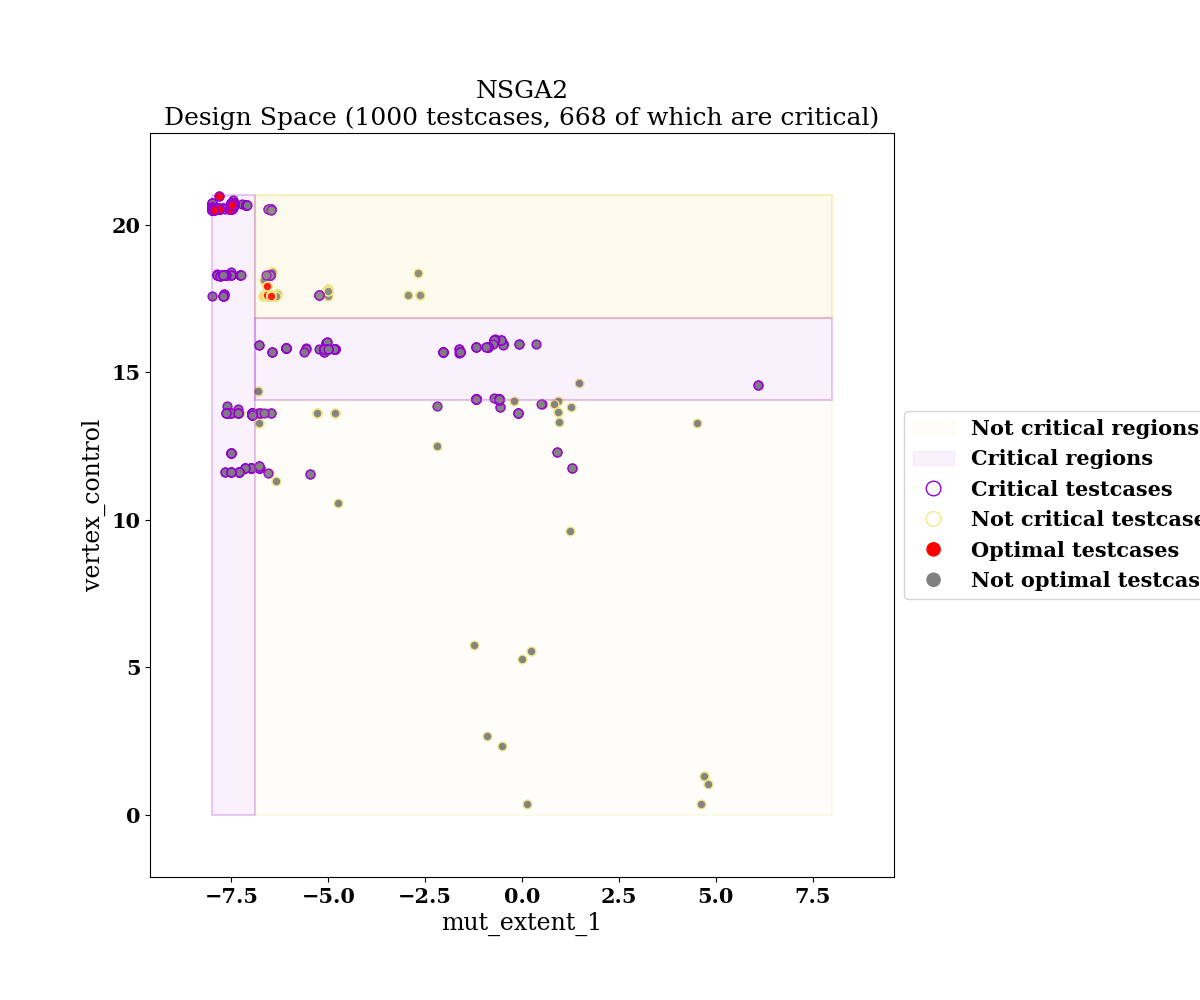 NSGA2
Design Space (1000 testcases, 668 of which are critical)
20
15
10
5
0
vertex_control
−7.5
−5.0
−2.5
0.0
2.5
5.0
7.5
mut_extent_1
Not critical regions
Critical regions
Critical testcases
Not critical testcase
Optimal testcases
Not optimal testcas